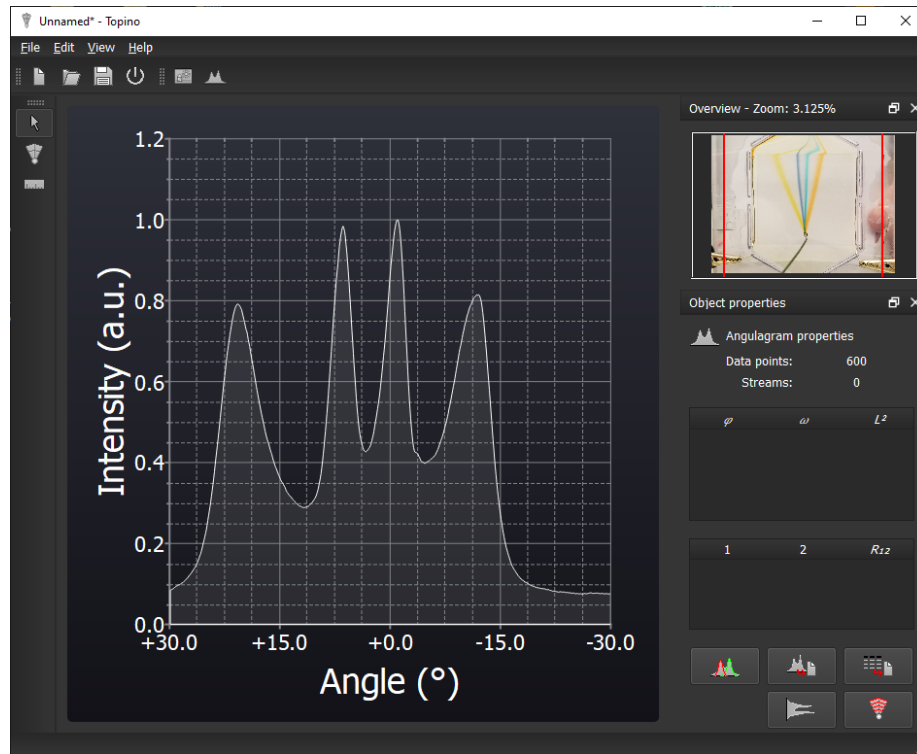 Unnamed* - Topino
File Edit View Help
Overview - Zoom: 3.125%
1.2
1.0
0.8
0.6
0.4
0.2
0.0
Intensity (a.u.)
+30.0 +15.0 +0.0 -15.0 -30.0
Angle (°)
Object properties
Angulagram properties
Data points: 600
Streams: 0
φ ω L²
1 2 R₁₂